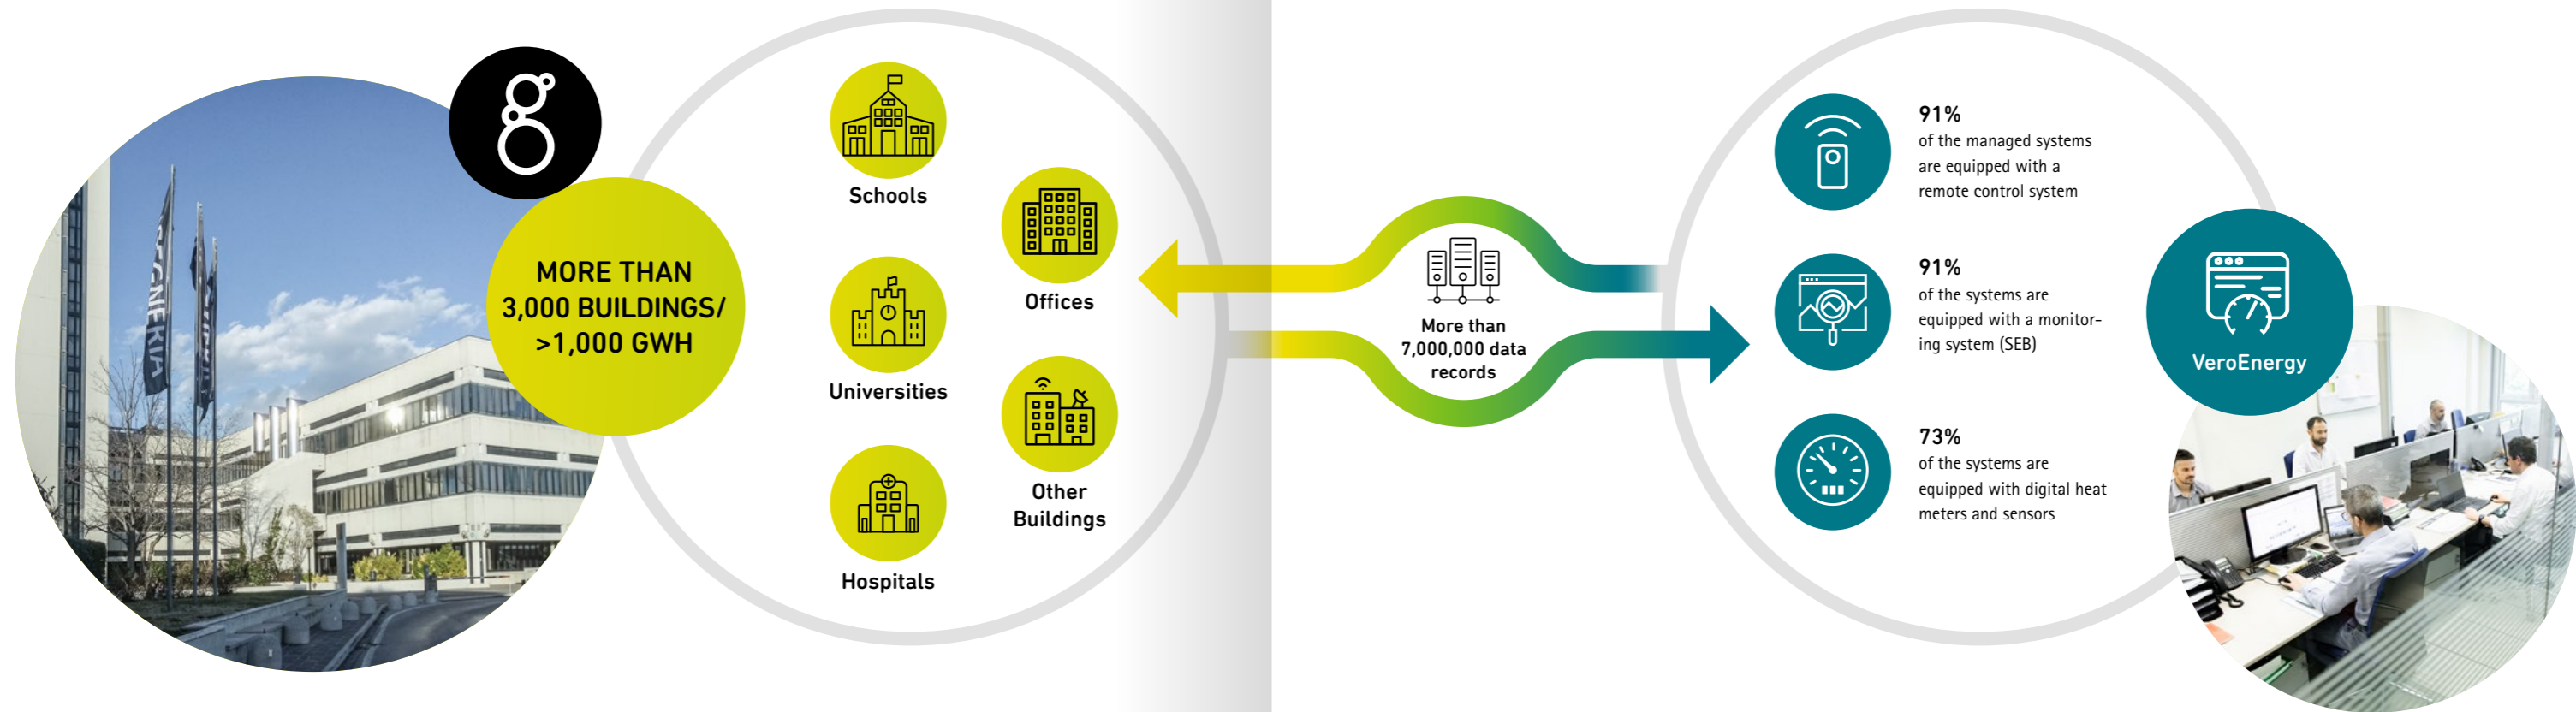 MORE THAN
3,000 BUILDINGS/
>1,000 GWH
Schools
Offices
Universities
Other
Buildings
Hospitals
More than
7,000,000 data
records
91%
of the managed systems
are equipped with a
remote control system
91%
of the systems are
equipped with a monitor-
ing system (SEB)
73%
of the systems are
equipped with digital heat
meters and sensors
VeroEnergy